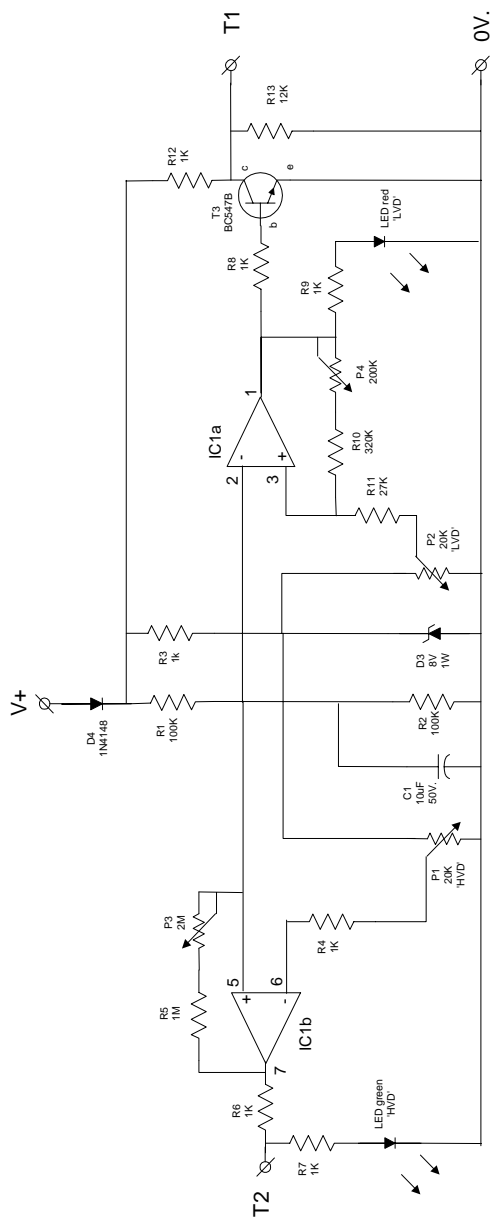 V+
D4
1N4148
R12
1K
T1
R13
12K
T3
BC547B
c
b
e
R8
1K
R3
1k
R1
100K
P3
2M
R5
1M
IC1a
2
-
3
+
1
IC1b
5
+
6
-
7
R6
1K
T2
R7
1K
LED green
'HVD'
R4
1K
P1
20K
'HVD'
C1
10uF
50V.
R2
100K
D3
8V
1W
P2
20K
'LVD'
R11
27K
R10
320K
P4
200K
R9
1K
LED red
'LVD'
0V.